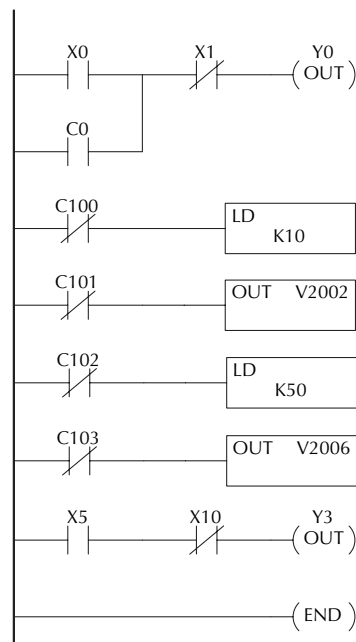 X0 X1 Y0
OUT
C0
C100
LD
K10
C101
OUT V2002
C102
LD
K50
C103
OUT V2006
X5 X10 Y3
OUT
END